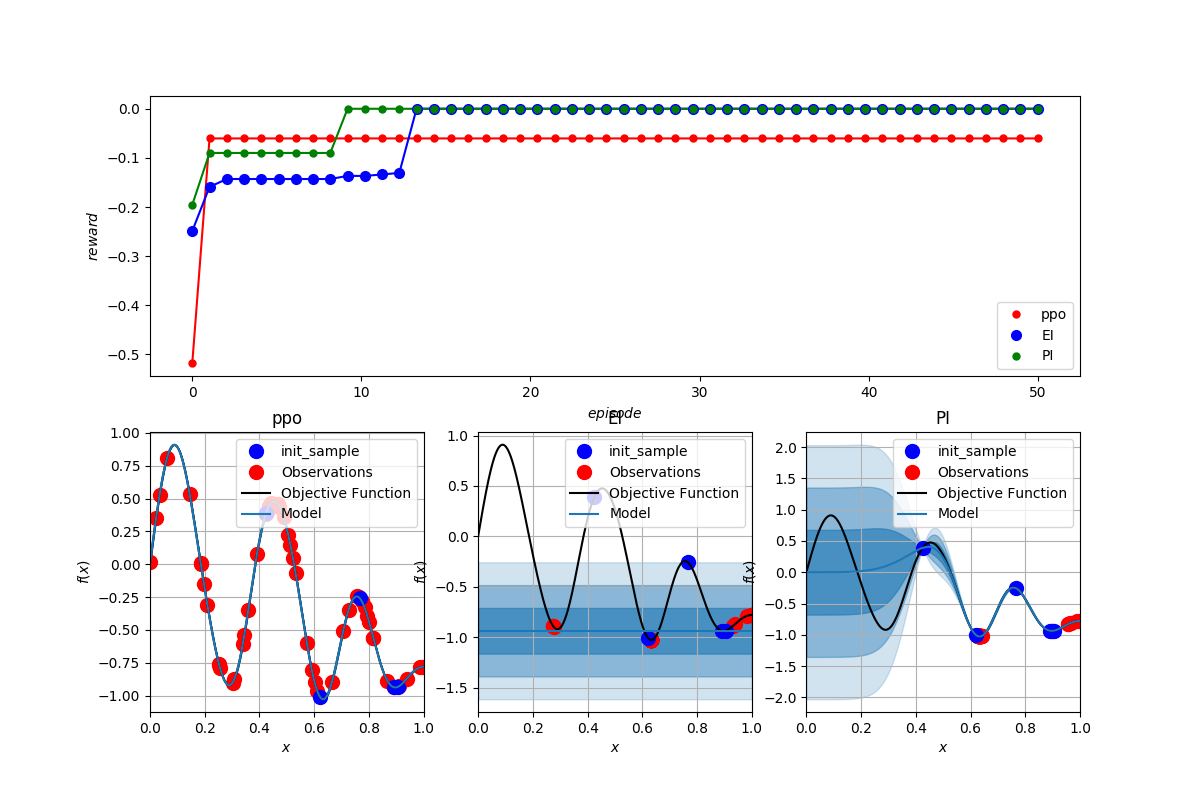 0.0
−0.1
−0.2
−0.3
−0.4
−0.5
reward
0 10 20 30 40 50
episode
ppo
EI
PI
ppo
1.00
0.75
0.50
0.25
0.00
−0.25
−0.50
−0.75
−1.00
f(x)
0.0 0.2 0.4 0.6 0.8 1.0
x
init_sample
Observations
Objective Function
Model
EI
1.0
0.5
0.0
−0.5
−1.0
−1.5
f(x)
0.0 0.2 0.4 0.6 0.8 1.0
x
init_sample
Observations
Objective Function
Model
PI
2.0
1.5
1.0
0.5
0.0
−0.5
−1.0
−1.5
−2.0
f(x)
0.0 0.2 0.4 0.6 0.8 1.0
x
init_sample
Observations
Objective Function
Model